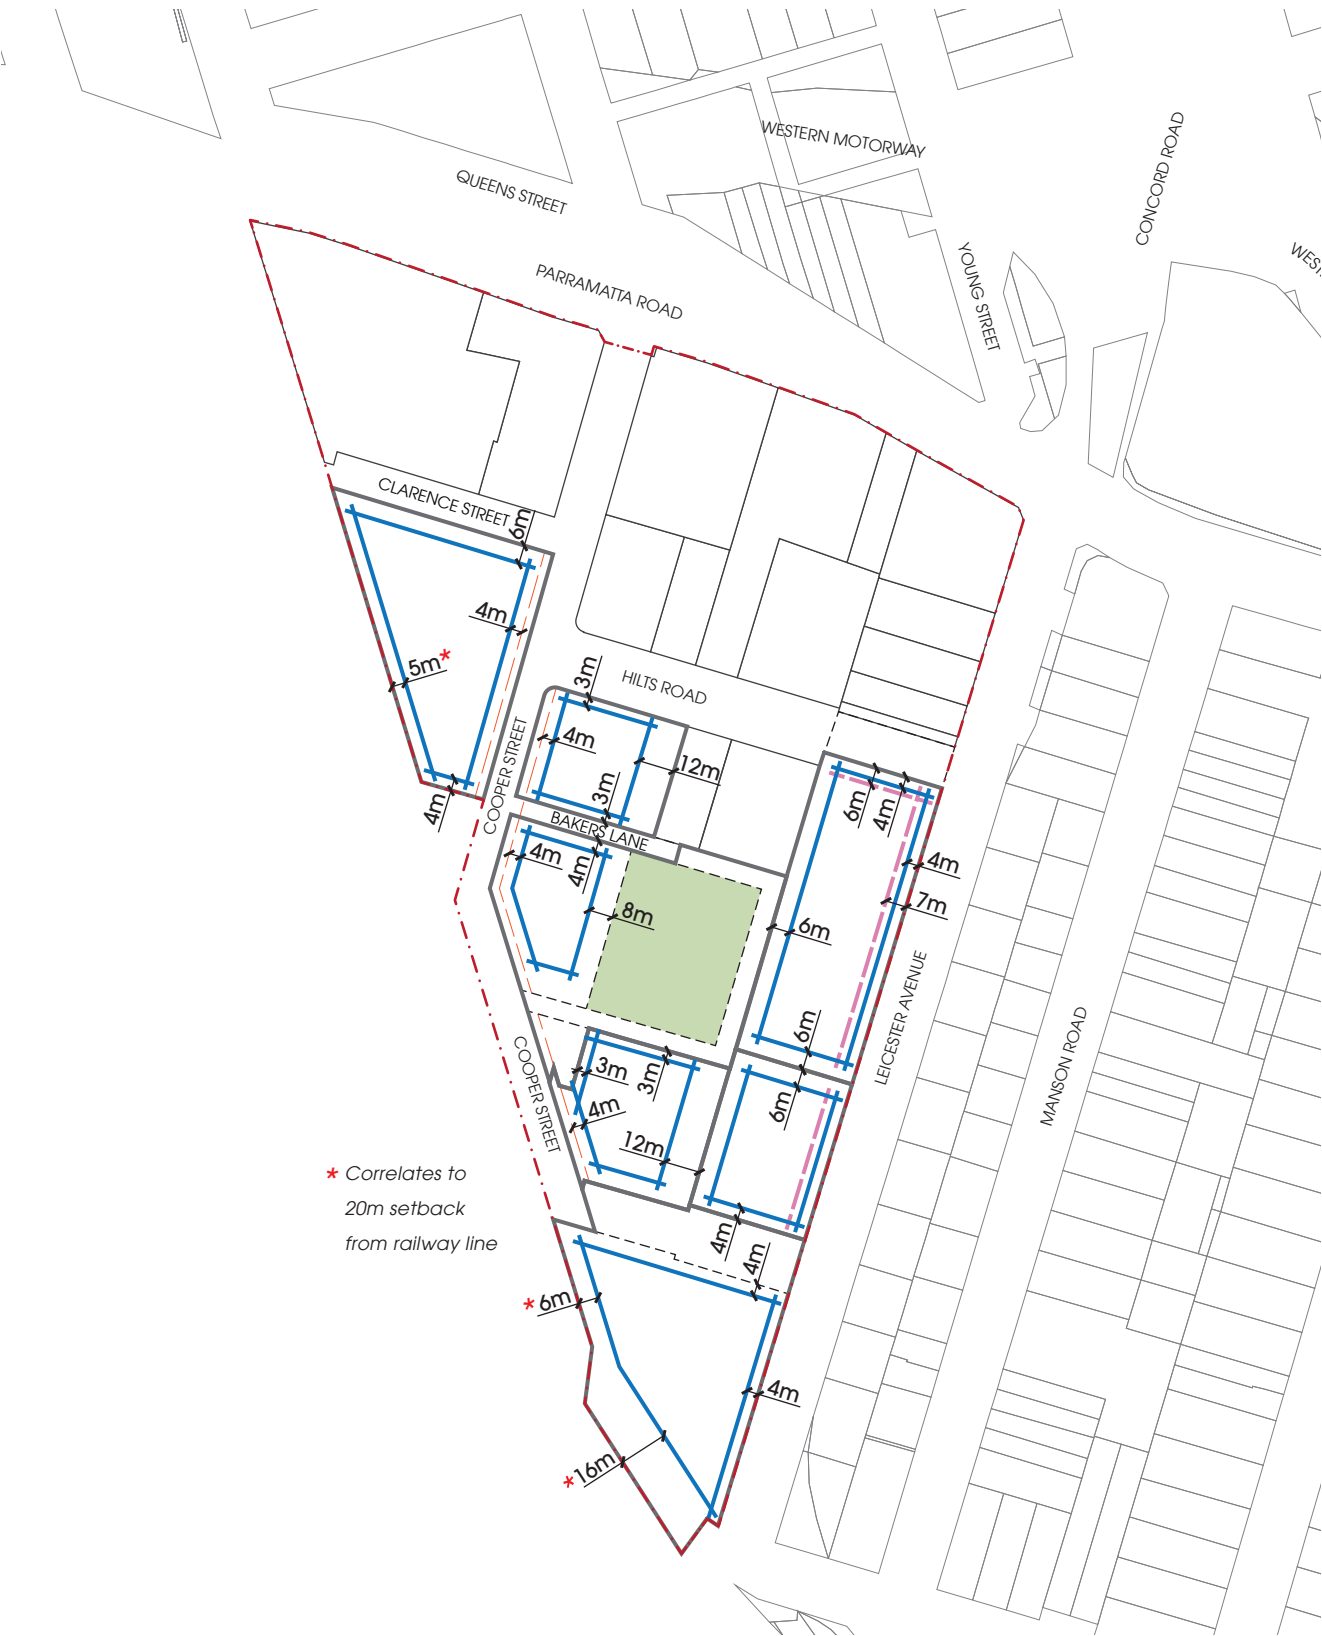 WESTERN MOTORWAY
CONCORD ROAD
QUEENS STREET
YOUNG STREET
PARRAMATTA ROAD
CLARENCE STREET
6m
4m
5m*
HILTS ROAD
3m
4m
12m
3m
COOPER STREET
4m
BAKERS LANE
4m
4m
8m
6m
4m
4m
7m
6m
LEICESTER AVENUE
MANSON ROAD
6m
6m
COOPER STREET
3m
3m
4m
12m
4m
4m
* Correlates to
20m setback
from railway line
*6m
4m
*16m